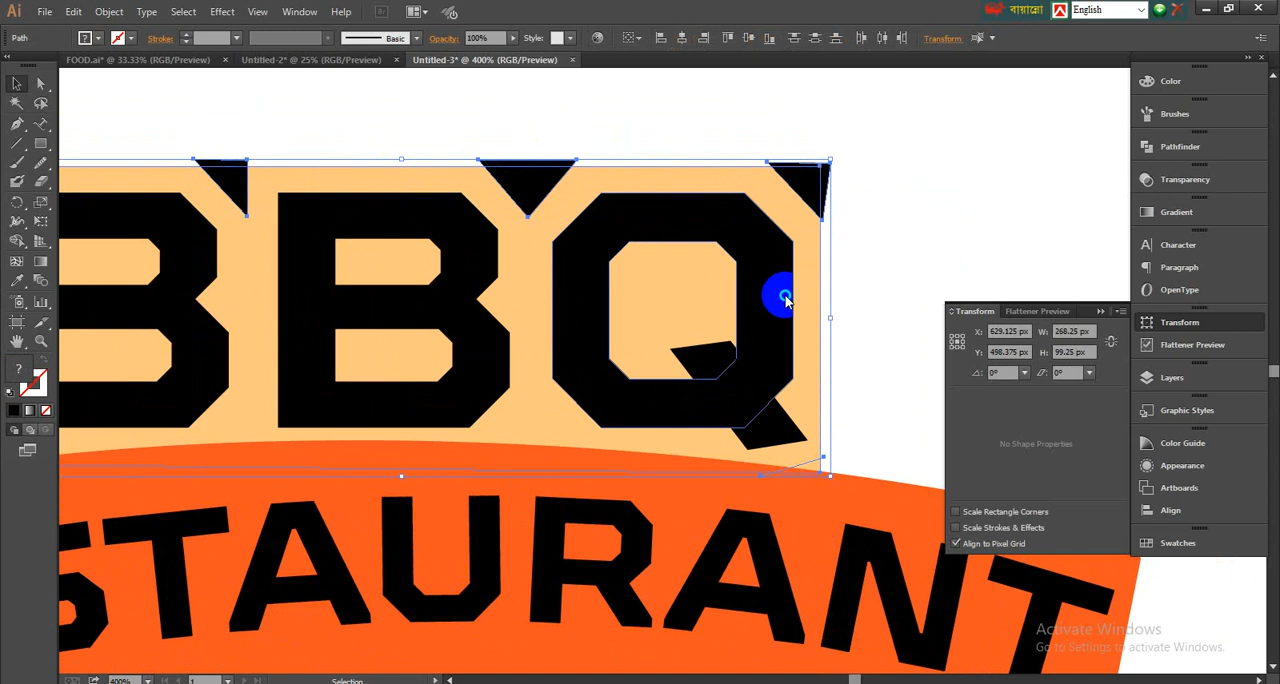 Ai File Edit Object Type Select Effect View Window Help Br বায়ান্নো English
Path Stroke: Basic Opacity: 100% Style: Transform
FOOD.ai* @ 33.33% (RGB/Preview) × Untitled-2* @ 25% (RGB/Preview) × Untitled-3* @ 400% (RGB/Preview) ×
Color
Brushes
Pathfinder
Transparency
Gradient
Character
Paragraph
OpenType
Transform
Flattener Preview
Layers
Graphic Styles
Color Guide
Appearance
Artboards
Align
Swatches
BBQ
STAURANT
Transform Flattener Preview
X: 629.125 px W: 268.25 px
Y: 498.375 px H: 99.25 px
0° 0°
No Shape Properties
Scale Rectangle Corners
Scale Strokes & Effects
Align to Pixel Grid
Activate Windows
Go to Settings to activate Windows.
400% 1 Selection